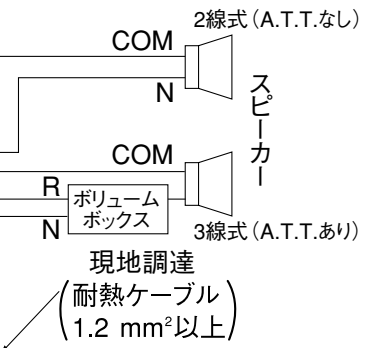 2線式(A.T.T.なし)
COM
N
スピーカー
COM
R
ボリューム
ボックス
N
3線式(A.T.T.あり)
現地調達
(耐熱ケーブル
1.2 mm²以上)